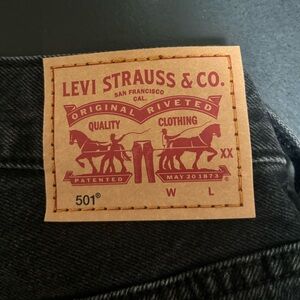 LEVI STRAUSS & CO.
SAN FRANCISCO
CAL.
ORIGINAL RIVETED
QUALITY CLOTHING
XX
PATENTED MAY 20 1873
501® W L